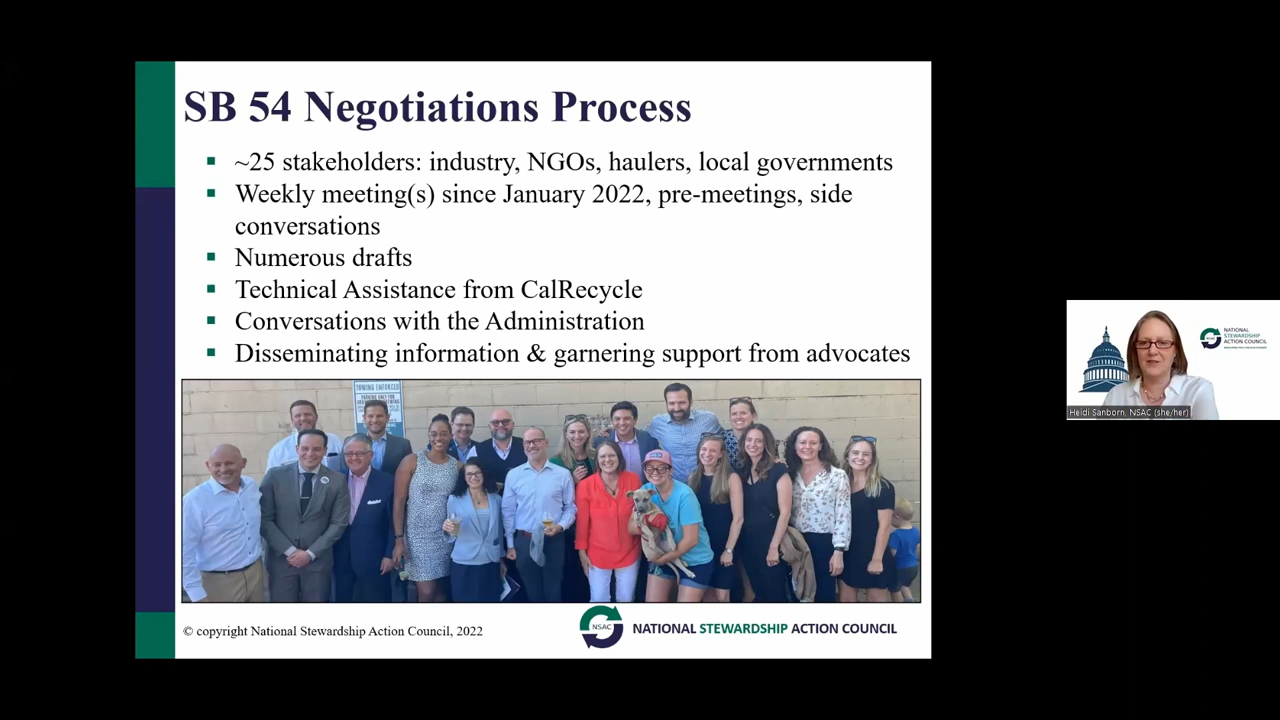 SB 54 Negotiations Process
~25 stakeholders: industry, NGOs, haulers, local governments
Weekly meeting(s) since January 2022, pre-meetings, side
conversations
Numerous drafts
Technical Assistance from CalRecycle
Conversations with the Administration
Disseminating information & garnering support from advocates
TOWING ENFORCED
© copyright National Stewardship Action Council, 2022
NSAC
NATIONAL STEWARDSHIP ACTION COUNCIL
NATIONAL
STEWARDSHIP
ACTION COUNCIL
Heidi Sanborn, NSAC (she/her)